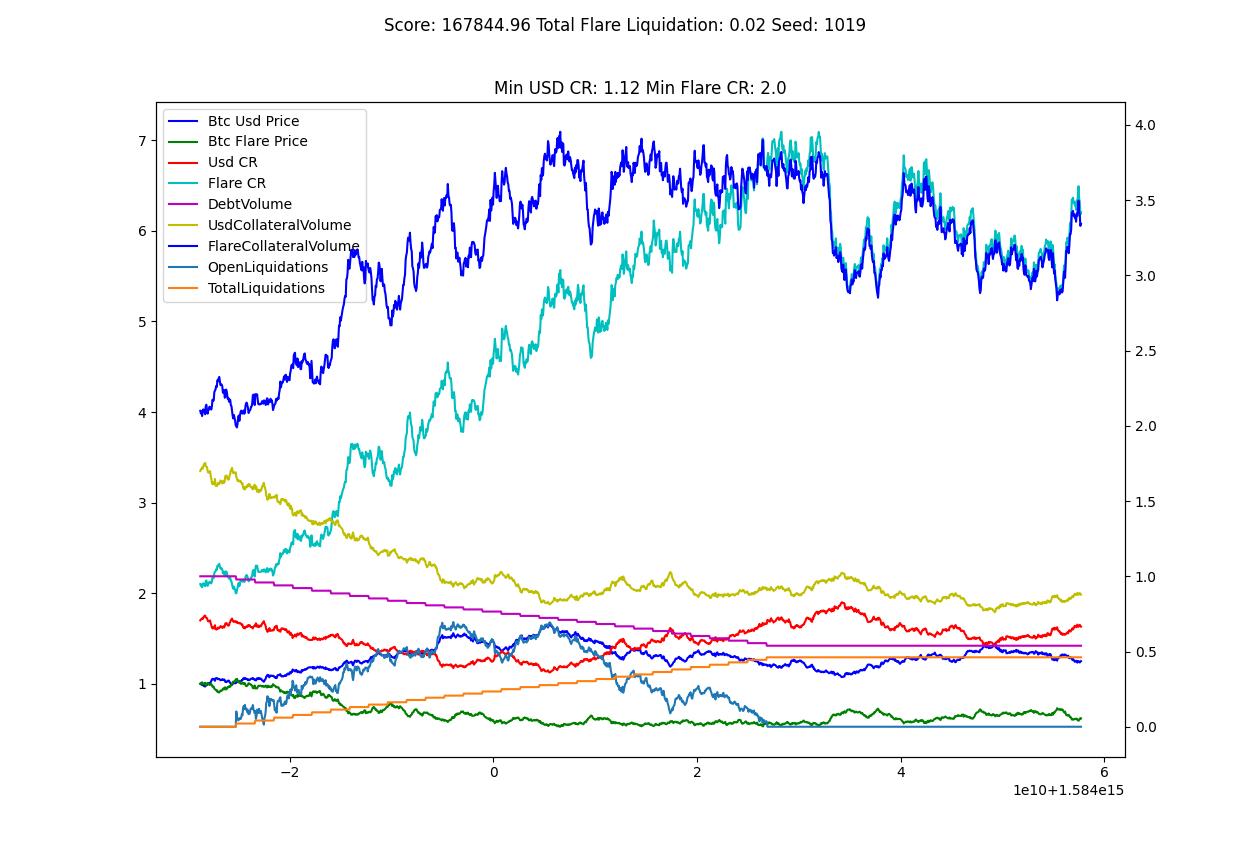 Score: 167844.96 Total Flare Liquidation: 0.02 Seed: 1019
Min USD CR: 1.12 Min Flare CR: 2.0
Btc Usd Price
Btc Flare Price
Usd CR
Flare CR
DebtVolume
UsdCollateralVolume
FlareCollateralVolume
OpenLiquidations
TotalLiquidations
7
6
5
4
3
2
1
4.0
3.5
3.0
2.5
2.0
1.5
1.0
0.5
0.0
−2 0 2 4 6
1e10+1.584e15